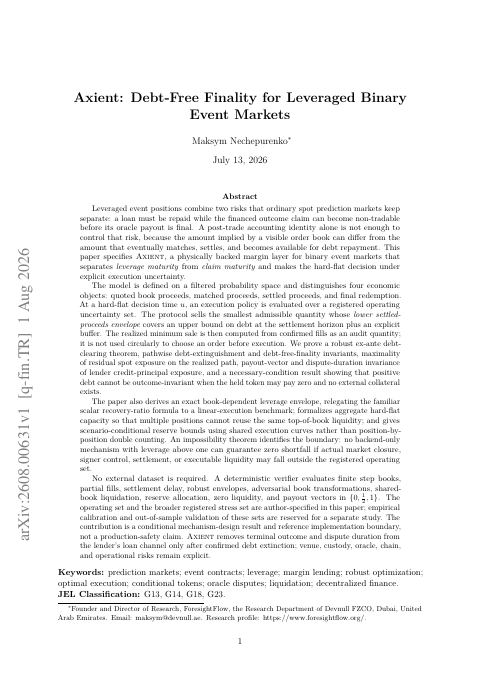 Axient: Debt-Free Finality for Leveraged Binary
Event Markets
Maksym Nechepurenko*
July 13, 2026
Abstract
Leveraged event positions combine two risks that ordinary spot prediction markets keep
separate: a loan must be repaid while the financed outcome claim can become non-tradable
before its oracle payout is final. A post-trade accounting identity alone is not enough to
control that risk, because the amount implied by a visible order book can differ from the
amount that eventually matches, settles, and becomes available for debt repayment. This
paper specifies Axient, a physically backed margin layer for binary event markets that
separates leverage maturity from claim maturity and makes the hard-flat decision under
explicit execution uncertainty.
The model is defined on a filtered probability space and distinguishes four economic
objects: quoted book proceeds, matched proceeds, settled proceeds, and final redemption.
At a hard-flat decision time u, an execution policy is evaluated over a registered operating
uncertainty set. The protocol sells the smallest admissible quantity whose lower settled-
proceeds envelope covers an upper bound on debt at the settlement horizon plus an explicit
buffer. The realized minimum sale is then computed from confirmed fills as an audit quantity;
it is not used circularly to choose an order before execution. We prove a robust ex-ante debt-
clearing theorem, pathwise debt-extinguishment and debt-free-finality invariants, maximality
of residual spot exposure on the realized path, payout-vector and dispute-duration invariance
of lender credit-principal exposure, and a necessary-condition result showing that positive
debt cannot be outcome-invariant when the held token may pay zero and no external collateral
exists.
The paper also derives an exact book-dependent leverage envelope, relegating the familiar
scalar recovery-ratio formula to a linear-execution benchmark; formalizes aggregate hard-flat
capacity so that multiple positions cannot reuse the same top-of-book liquidity; and gives
scenario-conditional reserve bounds using shared execution curves rather than position-by-
position double counting. An impossibility theorem identifies the boundary: no backend-only
mechanism with leverage above one can guarantee zero shortfall if actual market closure,
signer control, settlement, or executable liquidity may fall outside the registered operating
set.
No external dataset is required. A deterministic verifier evaluates finite step books,
partial fills, settlement delay, robust envelopes, adversarial book transformations, shared-
book liquidation, reserve allocation, zero liquidity, and payout vectors in {0, ½, 1}. The
operating set and the broader registered stress set are author-specified in this paper; empirical
calibration and out-of-sample validation of these sets are reserved for a separate study. The
contribution is a conditional mechanism-design result and reference implementation boundary,
not a production-safety claim. Axient removes terminal outcome and dispute duration
from the lender's loan channel only after confirmed debt extinction; venue, custody, oracle, chain,
and operational risks remain explicit.
Keywords: prediction markets; event contracts; leverage; margin lending; robust optimization;
optimal execution; conditional tokens; oracle disputes; liquidation; decentralized finance.
JEL Classification: G13, G14, G18, G23.
*Founder and Director of Research, ForesightFlow, the Research Department of Devnull FZCO, Dubai, United
Arab Emirates. Email: maksym@devnull.ae. Research profile: https://www.foresightflow.org/.
1
arXiv:2608.00631v1 [q-fin.TR] 1 Aug 2026